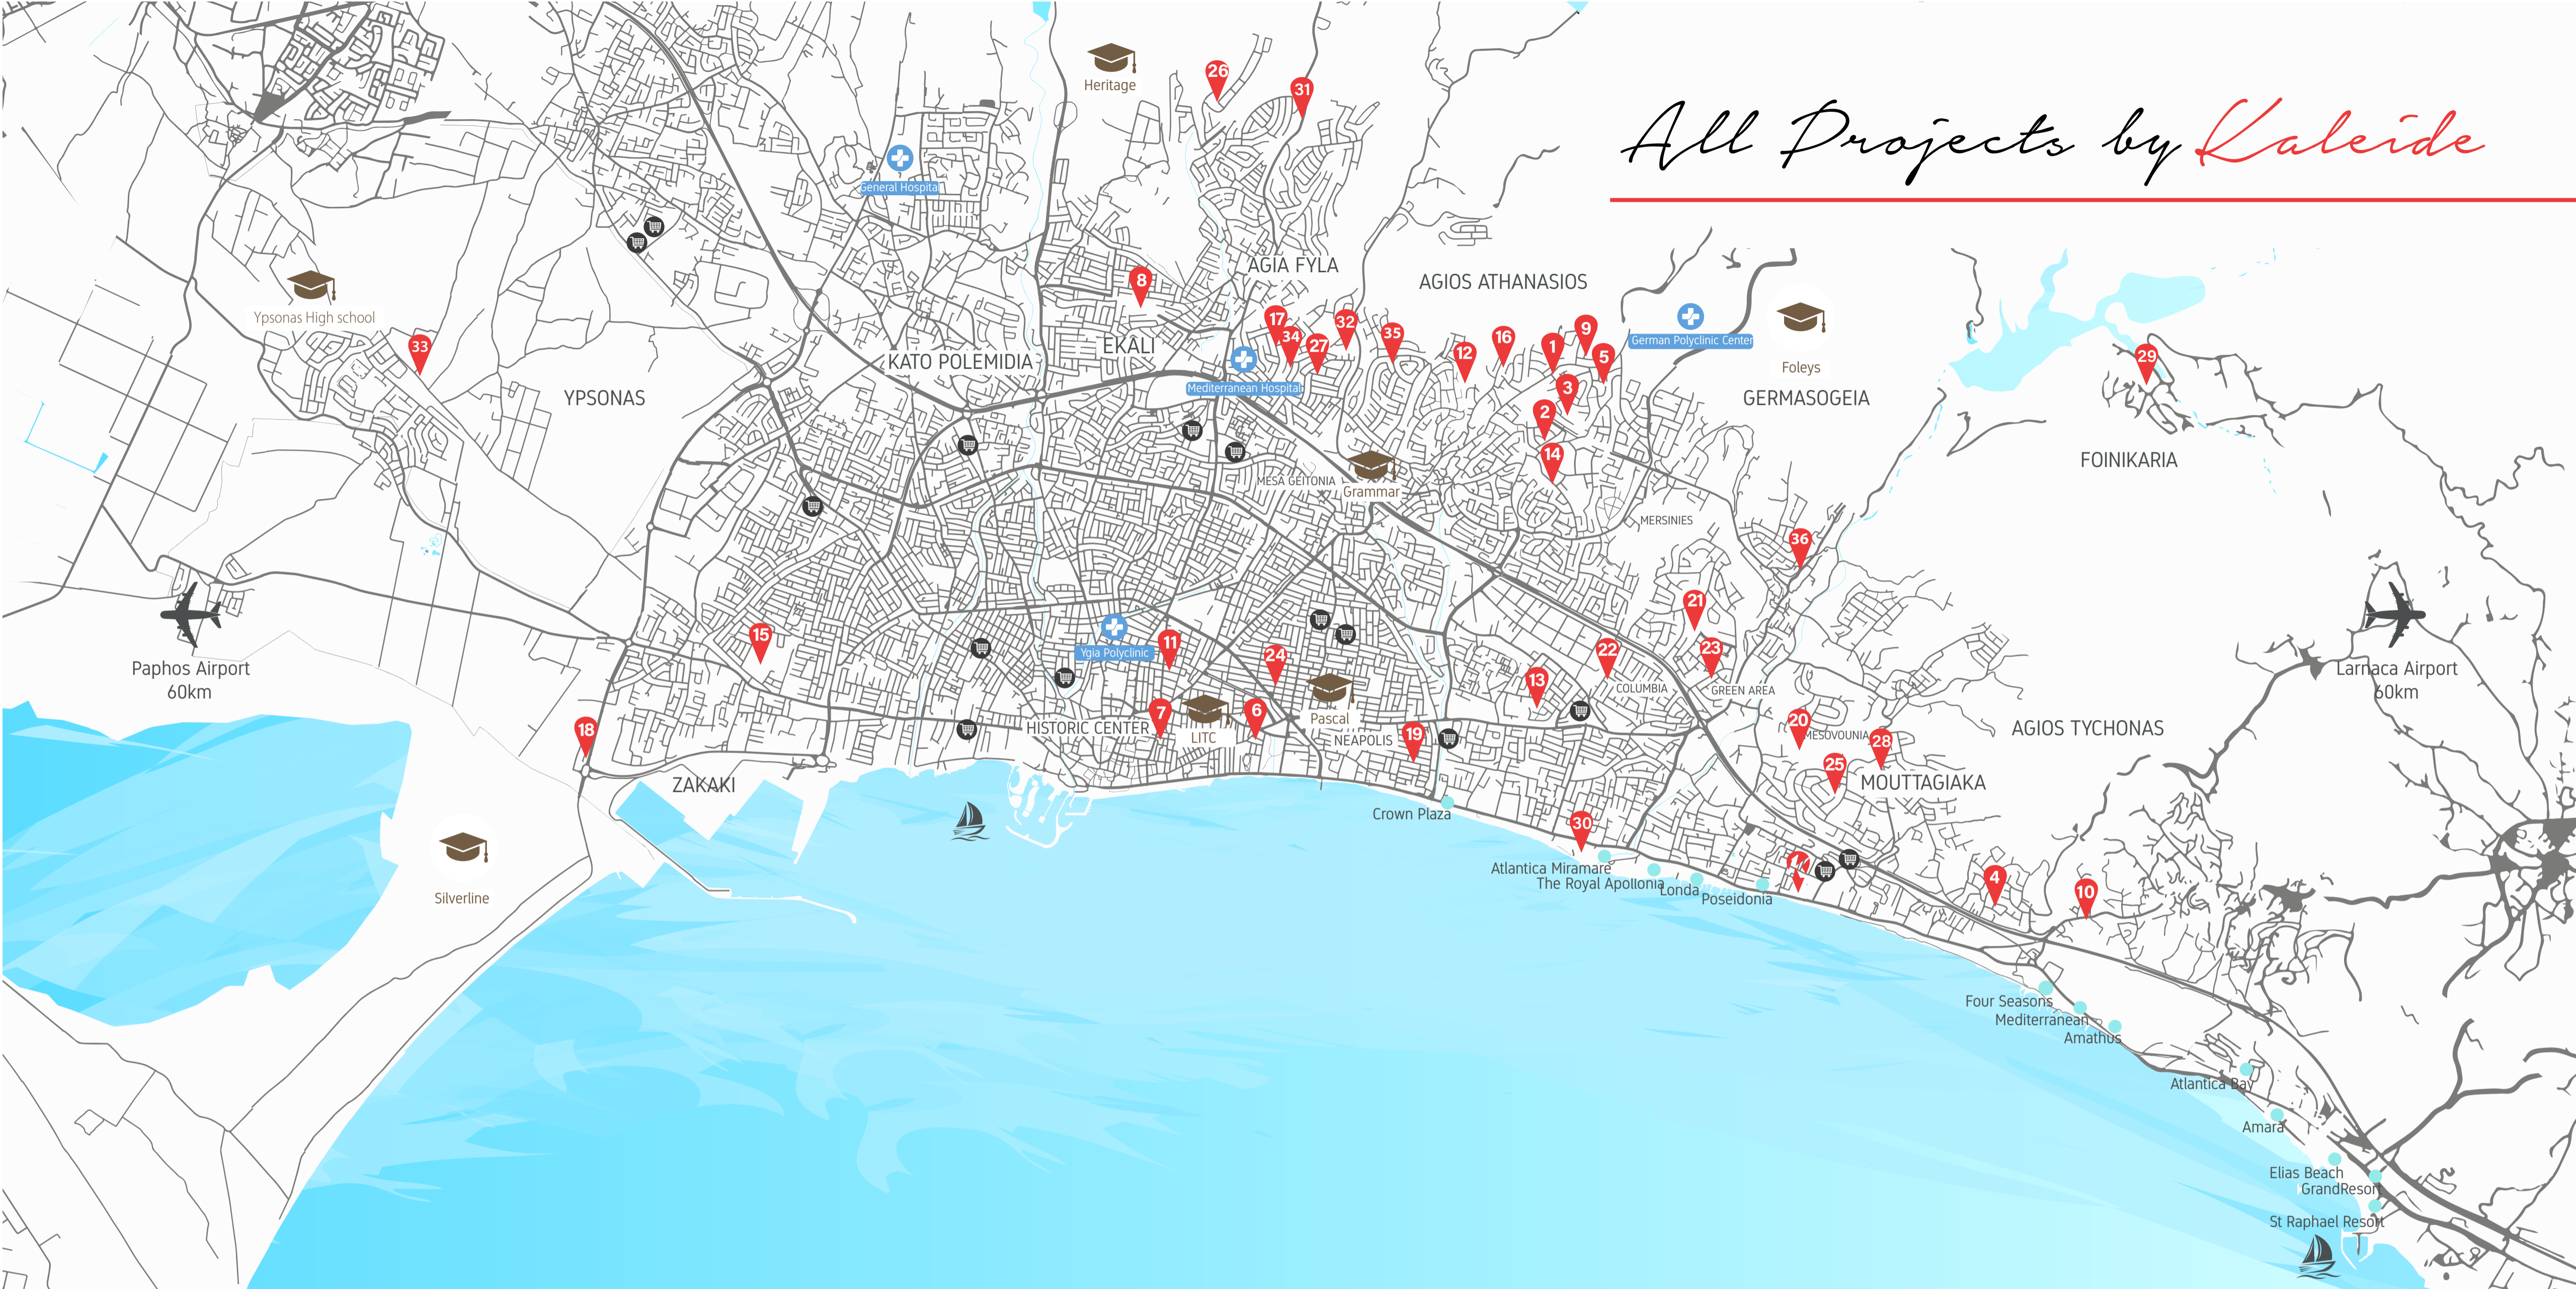 All Projects by Kaleide
Heritage
26
31
General Hospital
8
AGIA FYLA
AGIOS ATHANASIOS
Ypsonas High school
33
YPSONAS
KATO POLEMIDIA
EKALI
Mediterranean Hospital
17
34
27
32
35
12
16
1
9
5
3
2
14
German Polyclinic Center
Foleys
GERMASOGEIA
29
FOINIKARIA
MESA GEITONIA
Grammar
MERSINIES
36
Paphos Airport
60km
Larnaca Airport
60km
15
Ygia Polyclinic
11
24
21
23
22
13
COLUMBIA
GREEN AREA
18
HISTORIC CENTER
7
LITC
6
Pascal
NEAPOLIS
19
20
MESOVOUNIA
28
25
MOUTTAGIAKA
AGIOS TYCHONAS
ZAKAKI
Silverline
Crown Plaza
30
Atlantica Miramare
The Royal Apollonia
Londa
Poseidonia
4
10
Four Seasons
Mediterranean
Amathus
Atlantica Bay
Amara
Elias Beach
GrandResort
St Raphael Resort